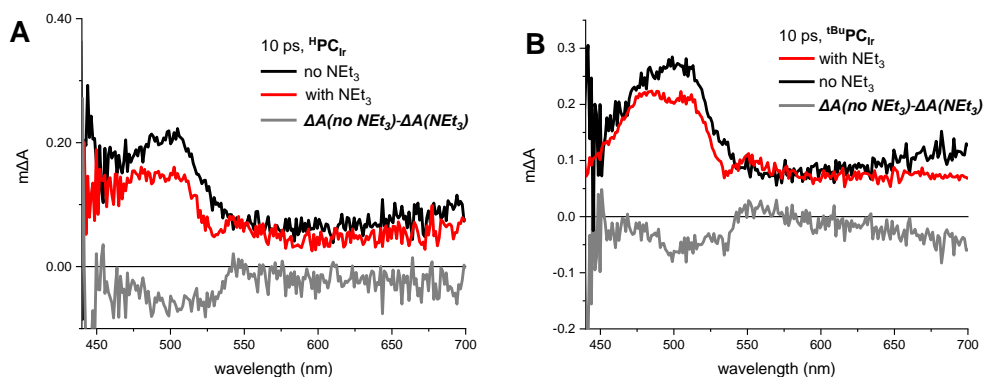 A
10 ps, ᴴPC_Ir
no NEt₃
with NEt₃
ΔA(no NEt₃)-ΔA(NEt₃)
mΔA
0.40
0.20
0.00
450 500 550 600 650 700
wavelength (nm)
B
10 ps, ᵗᴮᵘPC_Ir
with NEt₃
no NEt₃
ΔA(no NEt₃)-ΔA(NEt₃)
mΔA
0.3
0.2
0.1
0.0
-0.1
-0.2
450 500 550 600 650 700
wavelength (nm)